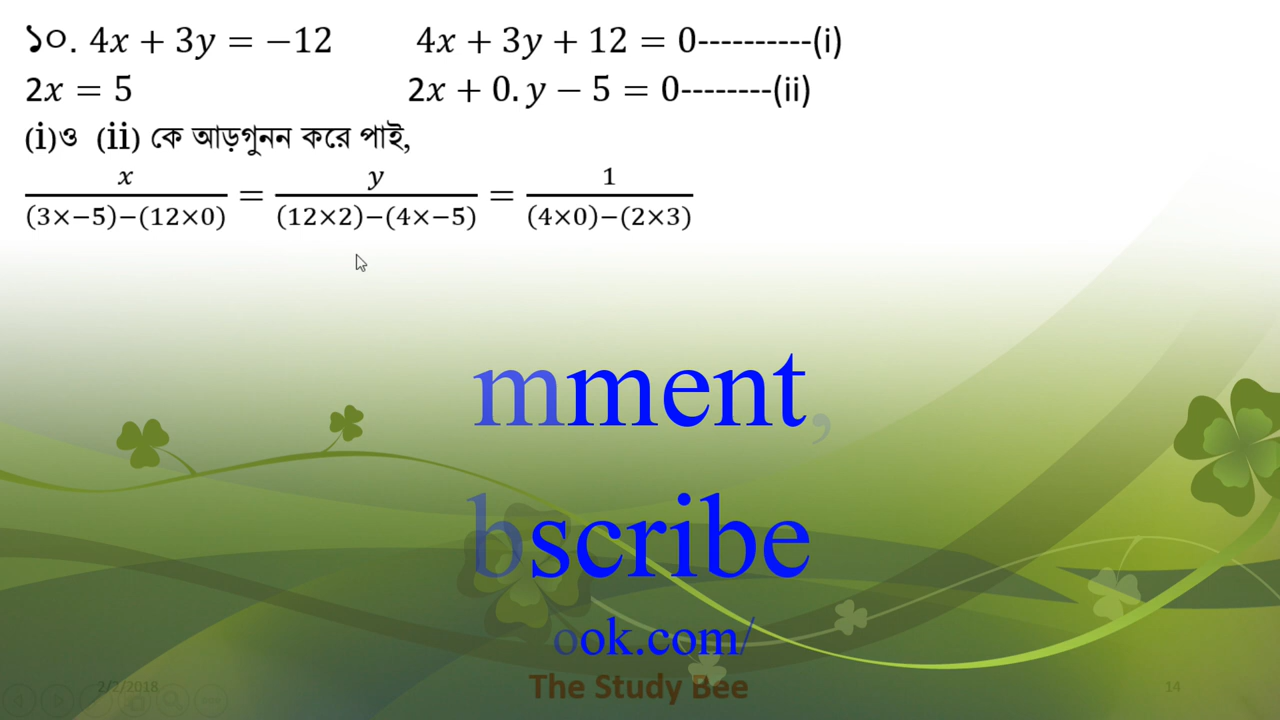 ১০. 4x + 3y = −12 4x + 3y + 12 = 0----------(i)
2x = 5 2x + 0. y − 5 = 0--------(ii)
(i)ও (ii) কে আড়গুনন করে পাই,
x/((3×−5)−(12×0)) = y/((12×2)−(4×−5)) = 1/((4×0)−(2×3))
mment,
bscribe
ook.com/
The Study Bee
2/2/2018 14